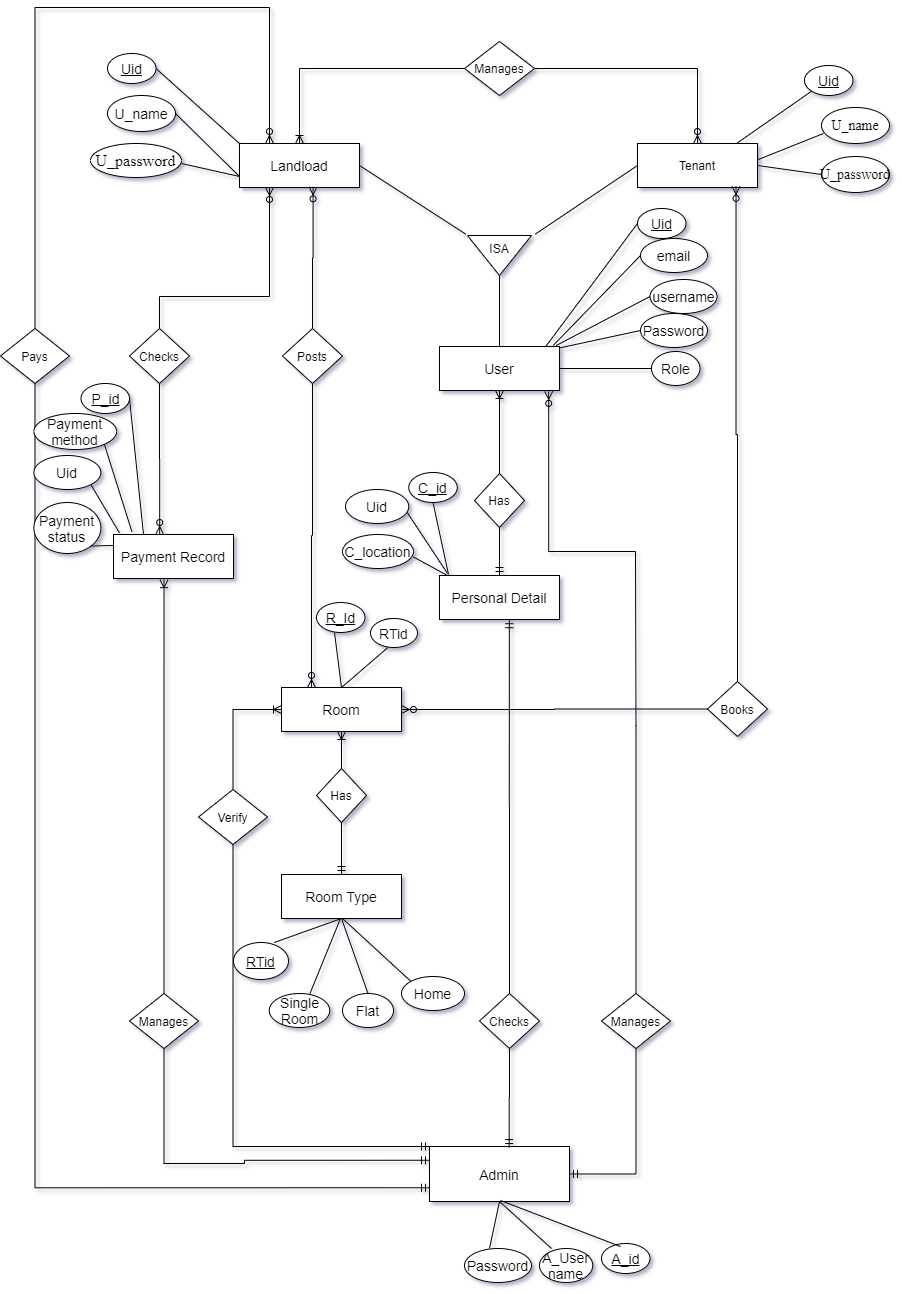 Uid
Manages
Uid
U_name
U_name
U_password
Landload
Tenant
U_password
Uid
ISA
email
username
Password
Pays
Checks
Posts
User
Role
P_id
Payment
method
Uid
C_id
Has
Uid
Payment
status
C_location
Payment Record
Personal Detail
R_Id
RTid
Room
Books
Has
Verify
Room Type
RTid
Single
Room
Flat
Home
Manages
Checks
Manages
Admin
Password
A_User
name
A_id